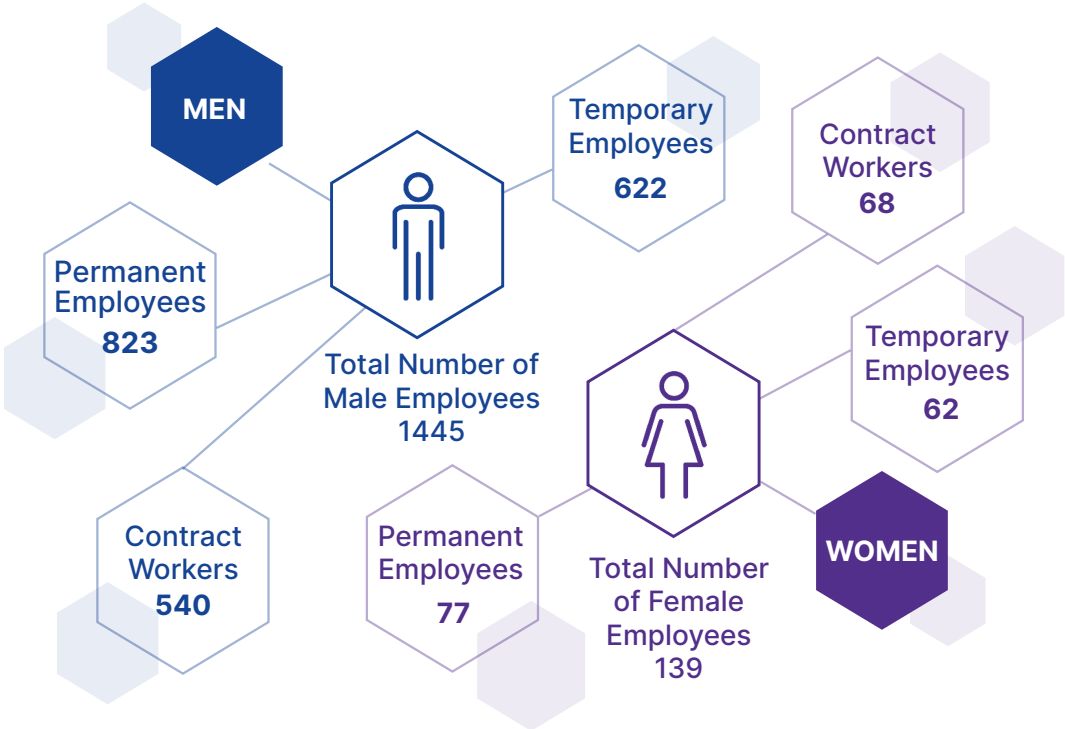 MEN
Temporary
Employees
622
Contract
Workers
68
Permanent
Employees
823
Total Number of
Male Employees
1445
Temporary
Employees
62
Contract
Workers
540
Permanent
Employees
77
WOMEN
Total Number
of Female
Employees
139